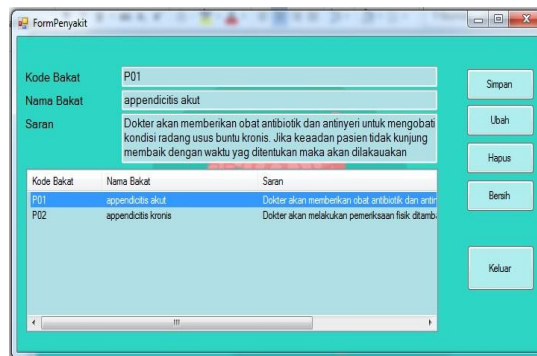 FormPenyakit
Kode Bakat P01
Nama Bakat appendicitis akut
Saran Dokter akan memberikan obat antibiotik dan antinyeri untuk mengobati
kondisi radang usus buntu kronis. Jika keaadan pasien tidak kunjung
membaik dengan waktu yag ditentukan maka akan dilakauakan
Simpan
Ubah
Hapus
Bersih
Keluar
Kode Bakat Nama Bakat Saran
P01 appendicitis akut Dokter akan memberikan obat antibiotik dan antin
P02 appendicitis kronis Dokter akan melakukan pemeriksaan fisik ditamb